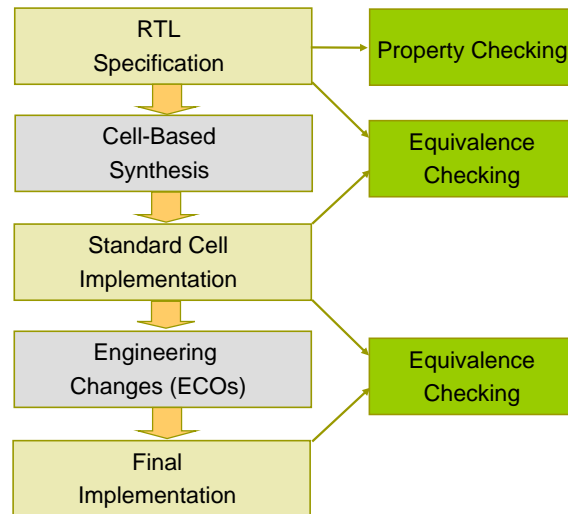 RTL
Specification
Property Checking
Cell-Based
Synthesis
Equivalence
Checking
Standard Cell
Implementation
Engineering
Changes (ECOs)
Equivalence
Checking
Final
Implementation